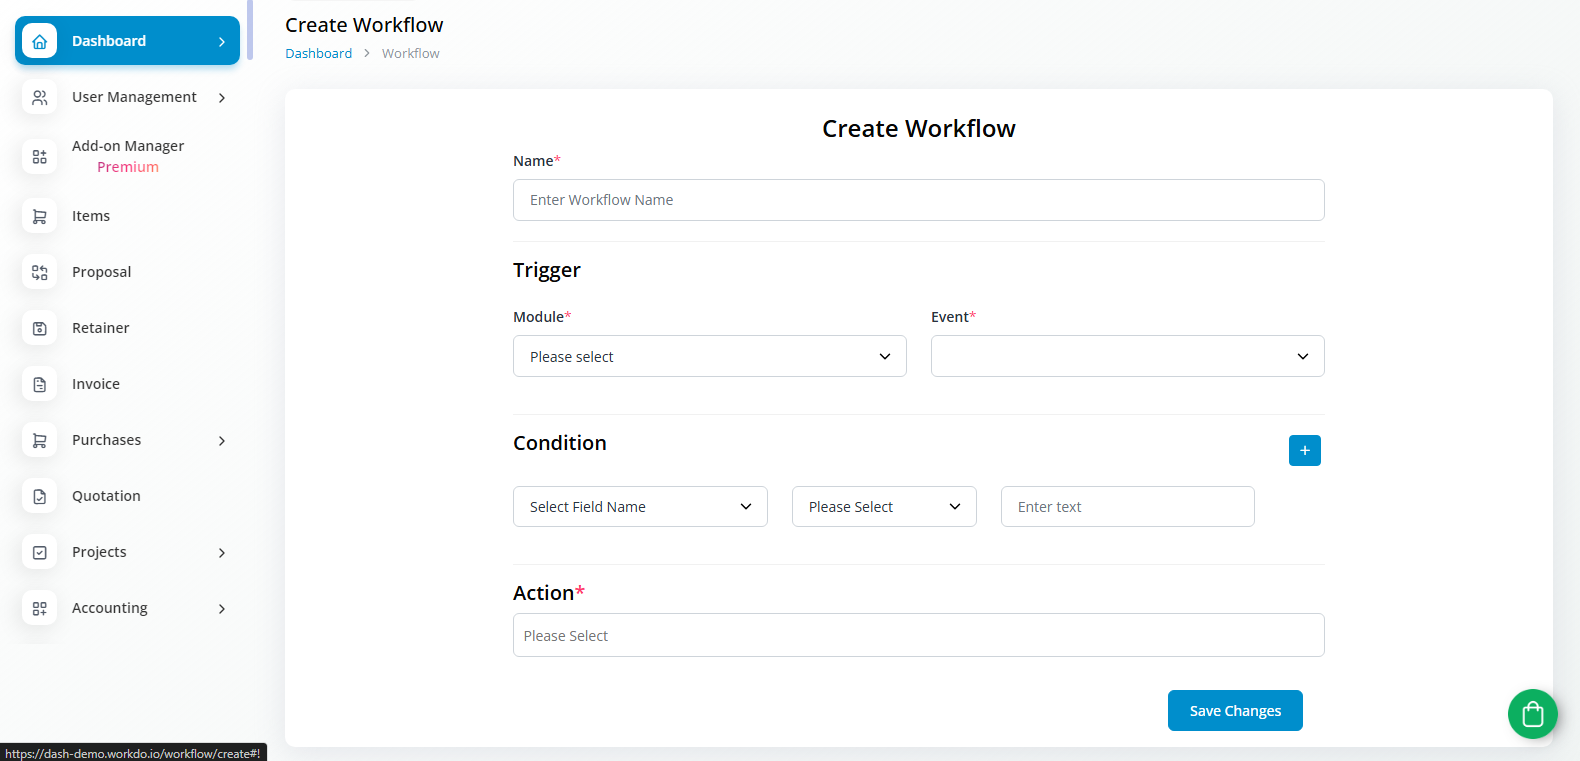 Dashboard
User Management
Add-on Manager
Premium
Items
Proposal
Retainer
Invoice
Purchases
Quotation
Projects
Accounting
Create Workflow
Dashboard > Workflow
Create Workflow
Name*
Enter Workflow Name
Trigger
Module* Event*
Please select
Condition
+
Select Field Name Please Select Enter text
Action*
Please Select
Save Changes
https://dash-demo.workdo.io/workflow/create#!